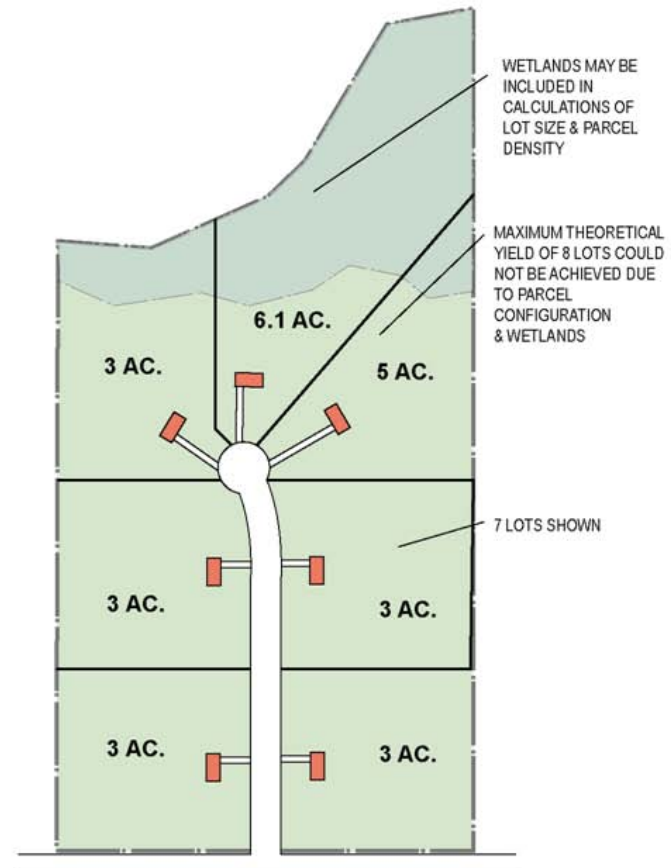 WETLANDS MAY BE
INCLUDED IN
CALCULATIONS OF
LOT SIZE & PARCEL
DENSITY
MAXIMUM THEORETICAL
YIELD OF 8 LOTS COULD
NOT BE ACHIEVED DUE
TO PARCEL
CONFIGURATION
& WETLANDS
6.1 AC.
3 AC.
5 AC.
7 LOTS SHOWN
3 AC.
3 AC.
3 AC.
3 AC.